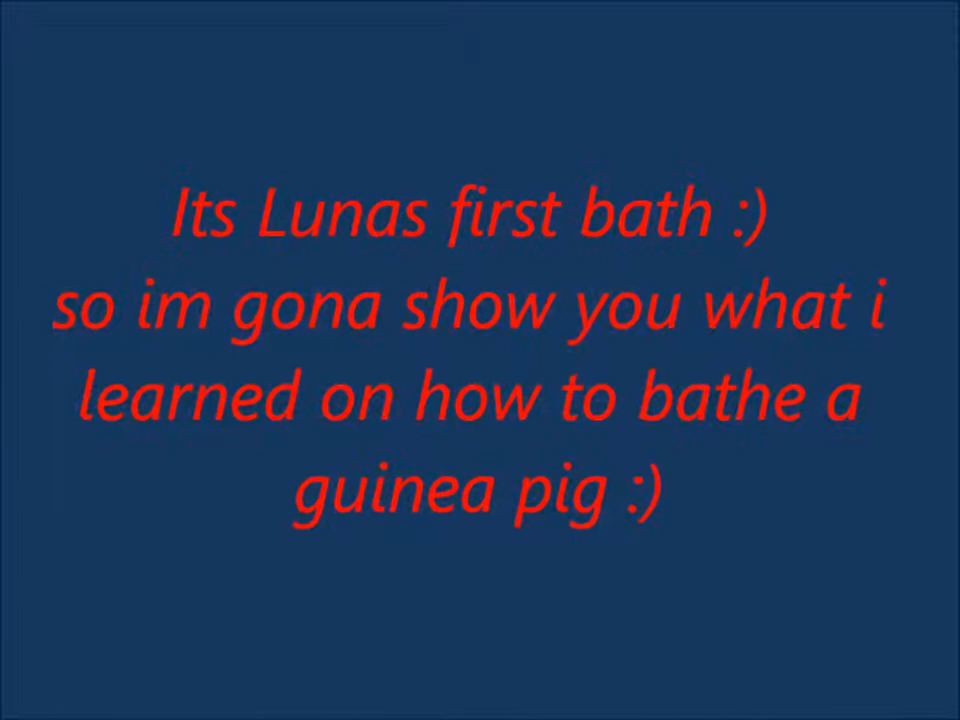 Its Lunas first bath :)
so im gona show you what i
learned on how to bathe a
guinea pig :)